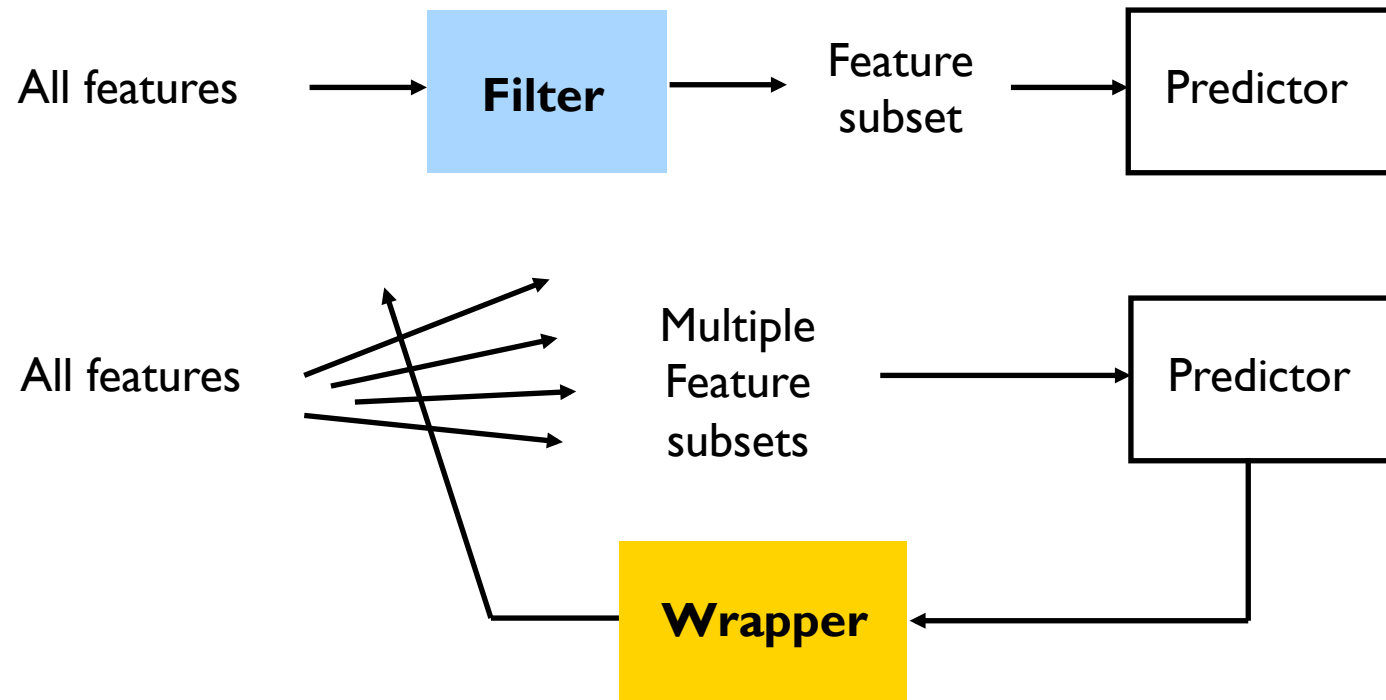 All features
Filter
Feature
subset
Predictor
All features
Multiple
Feature
subsets
Predictor
Wrapper